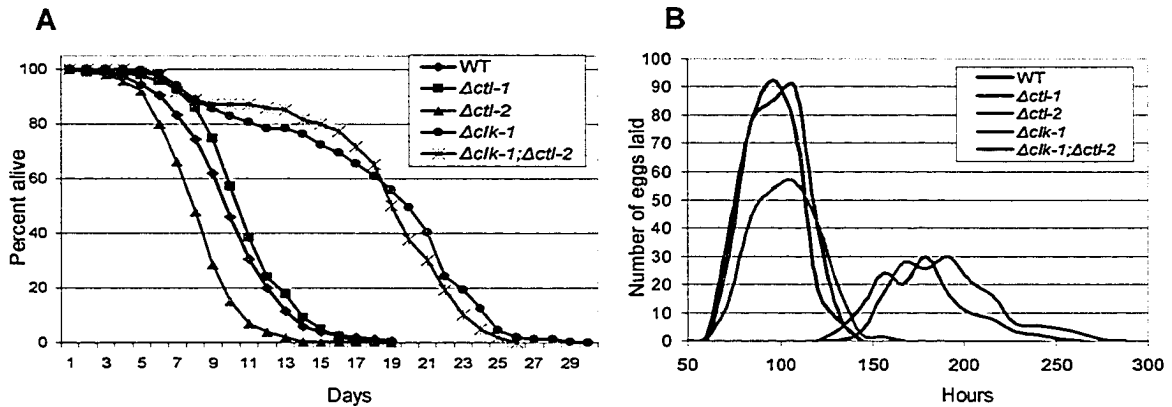 A
Percent alive
100
80
60
40
20
0
1 3 5 7 9 11 13 15 17 19 21 23 25 27 29
Days
WT
Δctl-1
Δctl-2
Δclk-1
Δclk-1;Δctl-2
B
Number of eggs laid
100
90
80
70
60
50
40
30
20
10
0
50 100 150 200 250 300
Hours
WT
Δctl-1
Δctl-2
Δclk-1
Δclk-1;Δctl-2